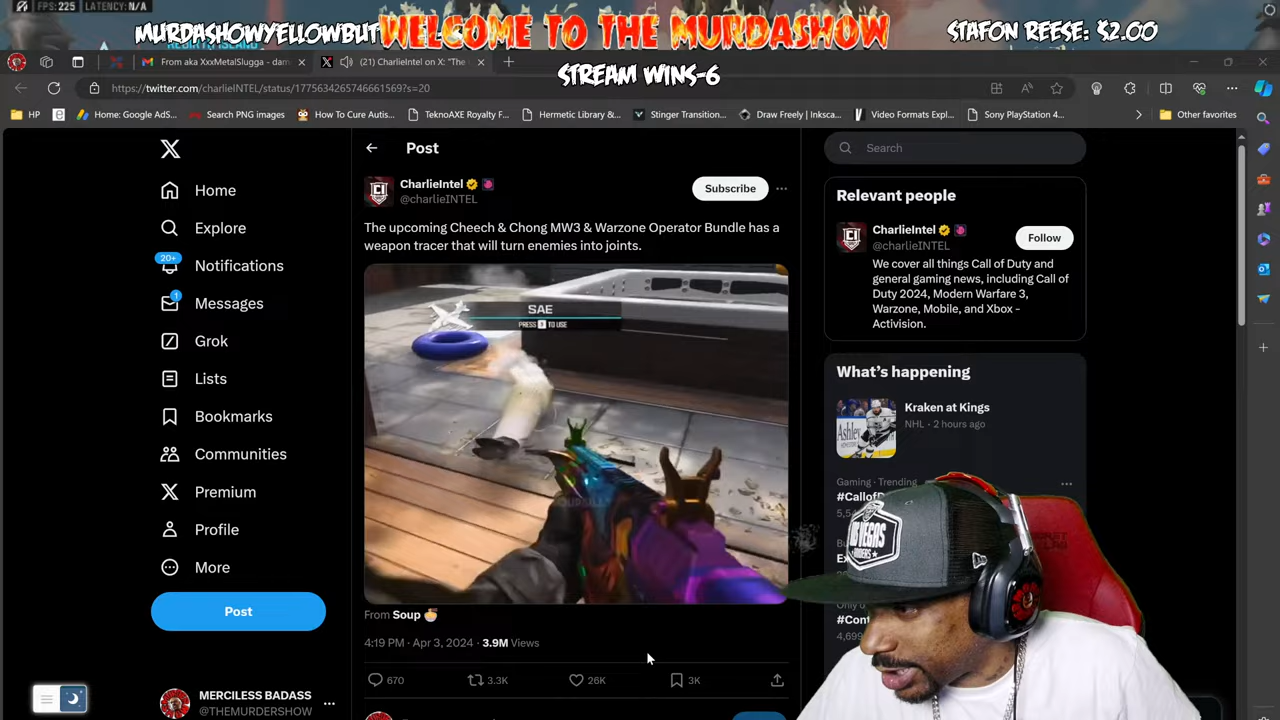 FPS:225 LATENCY:N/A
MURDASHOWYELLOWBUT
WELCOME TO THE MURDASHOW
STAFON REESE: $2.00
STREAM WINS-6
From aka XxxMetalSlugga - dam
(21) CharlieIntel on X: "The
https://twitter.com/charlieINTEL/status/1775634265746661569?s=20
HP
Home: Google AdS...
Search PNG images
How To Cure Autis...
TeknoAXE Royalty F...
Hermetic Library &...
Stinger Transition...
Draw Freely | Inksca...
Video Formats Expl...
Sony PlayStation 4...
Other favorites
Post
Search
Home
Explore
20+
Notifications
1
Messages
Grok
Lists
Bookmarks
Communities
Premium
Profile
More
Post
MERCILESS BADASS
@THEMURDERSHOW
CharlieIntel
@charlieINTEL
Subscribe
The upcoming Cheech & Chong MW3 & Warzone Operator Bundle has a
weapon tracer that will turn enemies into joints.
SAE
PRESS 3 TO USE
From Soup
4:19 PM · Apr 3, 2024 · 3.9M Views
670
3.3K
26K
3K
Relevant people
CharlieIntel
@charlieINTEL
Follow
We cover all things Call of Duty and
general gaming news, including Call of
Duty 2024, Modern Warfare 3,
Warzone, Mobile, and Xbox -
Activision.
What's happening
Kraken at Kings
NHL · 2 hours ago
Gaming · Trending